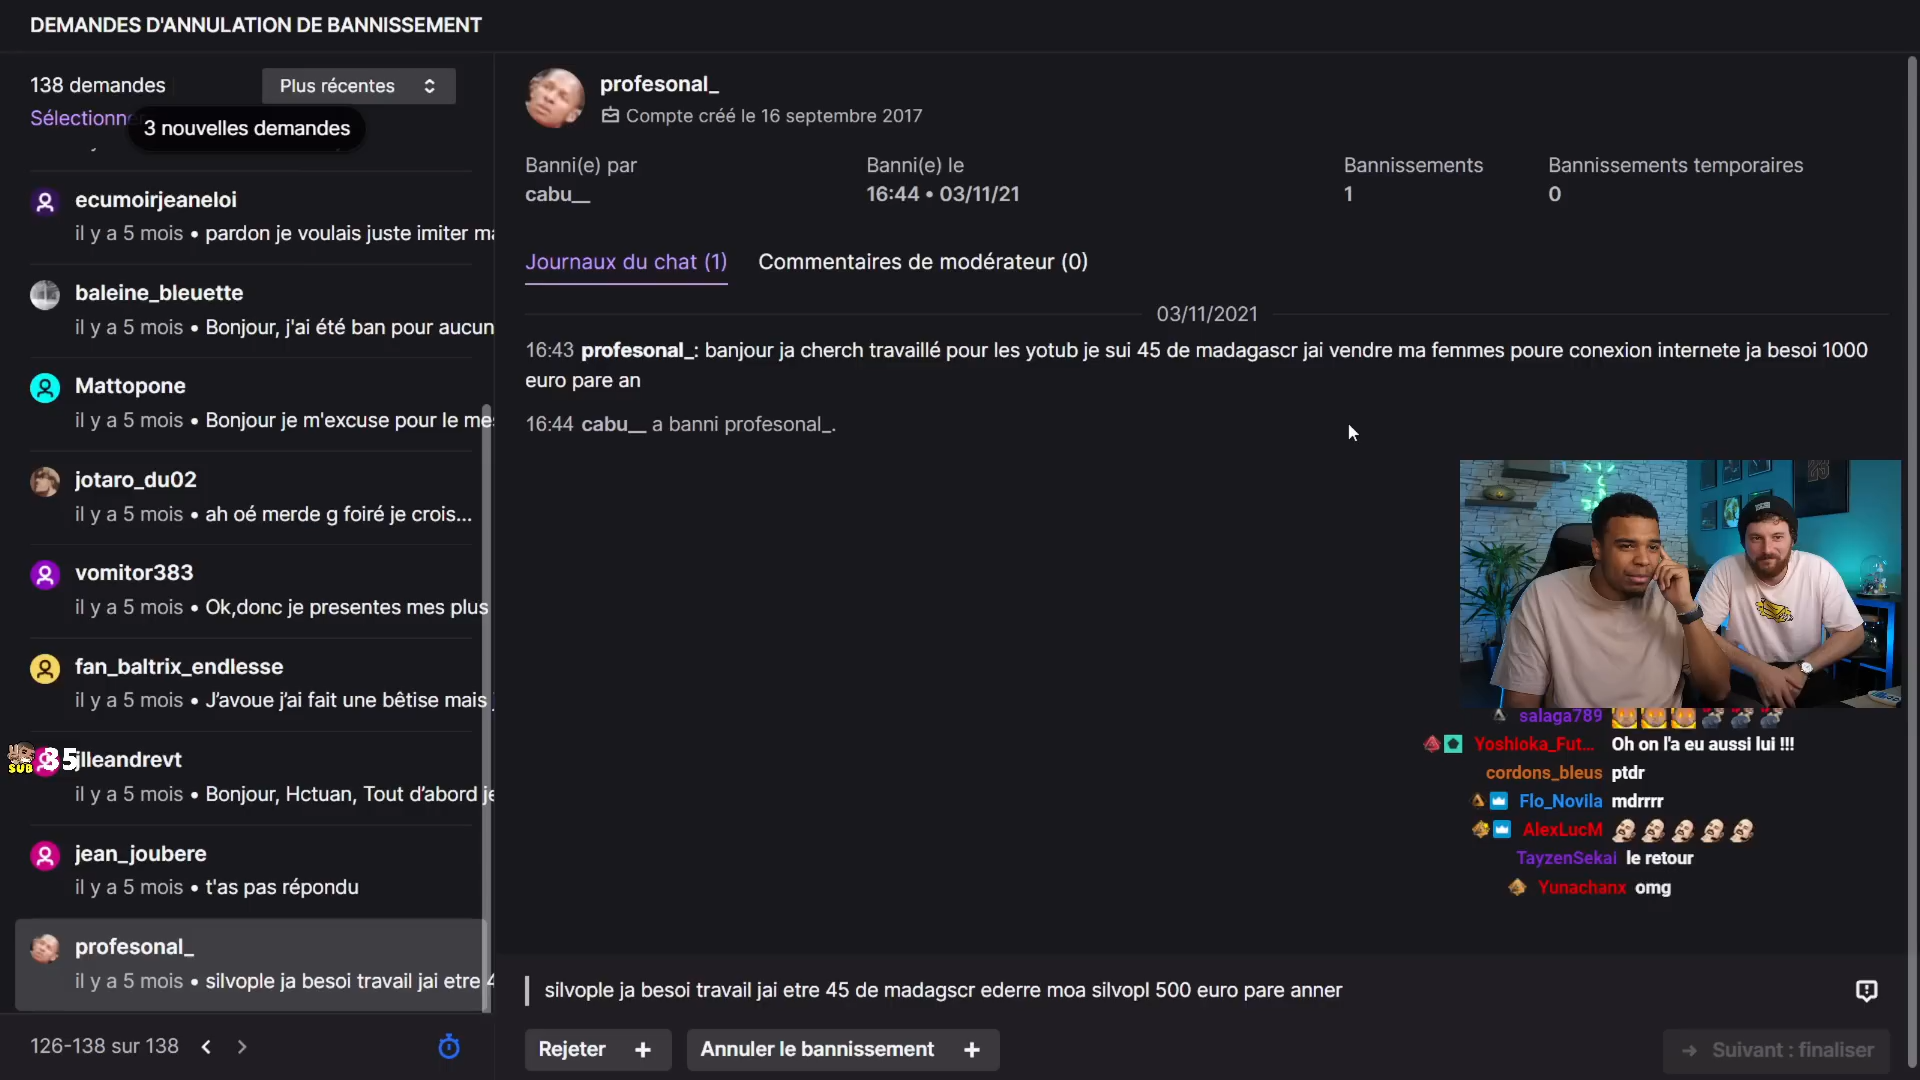 DEMANDES D'ANNULATION DE BANNISSEMENT
138 demandes
Plus récentes
Sélectionne
3 nouvelles demandes
ecumoirjeaneloi
il y a 5 mois • pardon je voulais juste imiter ma
baleine_bleuette
il y a 5 mois • Bonjour, j'ai été ban pour aucun
Mattopone
il y a 5 mois • Bonjour je m'excuse pour le me
jotaro_du02
il y a 5 mois • ah oé merde g foiré je crois...
vomitor383
il y a 5 mois • Ok,donc je presentes mes plus
fan_baltrix_endlesse
il y a 5 mois • J’avoue j’ai fait une bêtise mais
SUB 35
lleandrevt
il y a 5 mois • Bonjour, Hctuan, Tout d’abord je
jean_joubere
il y a 5 mois • t'as pas répondu
profesonal_
il y a 5 mois • silvople ja besoi travail jai etre 4
126-138 sur 138
profesonal_
Compte créé le 16 septembre 2017
Banni(e) par
cabu__
Banni(e) le
16:44 • 03/11/21
Bannissements
1
Bannissements temporaires
0
Journaux du chat (1)
Commentaires de modérateur (0)
03/11/2021
16:43 profesonal_: banjour ja cherch travaillé pour les yotub je sui 45 de madagascr jai vendre ma femmes poure conexion internete ja besoi 1000
euro pare an
16:44 cabu__ a banni profesonal_.
23
salaga789
Yoshioka_Fut... Oh on l'a eu aussi lui !!!
cordons_bleus ptdr
Flo_Novila mdrrrr
AlexLucM
TayzenSekai le retour
Yunachanx omg
silvople ja besoi travail jai etre 45 de madagscr ederre moa silvopl 500 euro pare anner
Rejeter
Annuler le bannissement
Suivant : finaliser